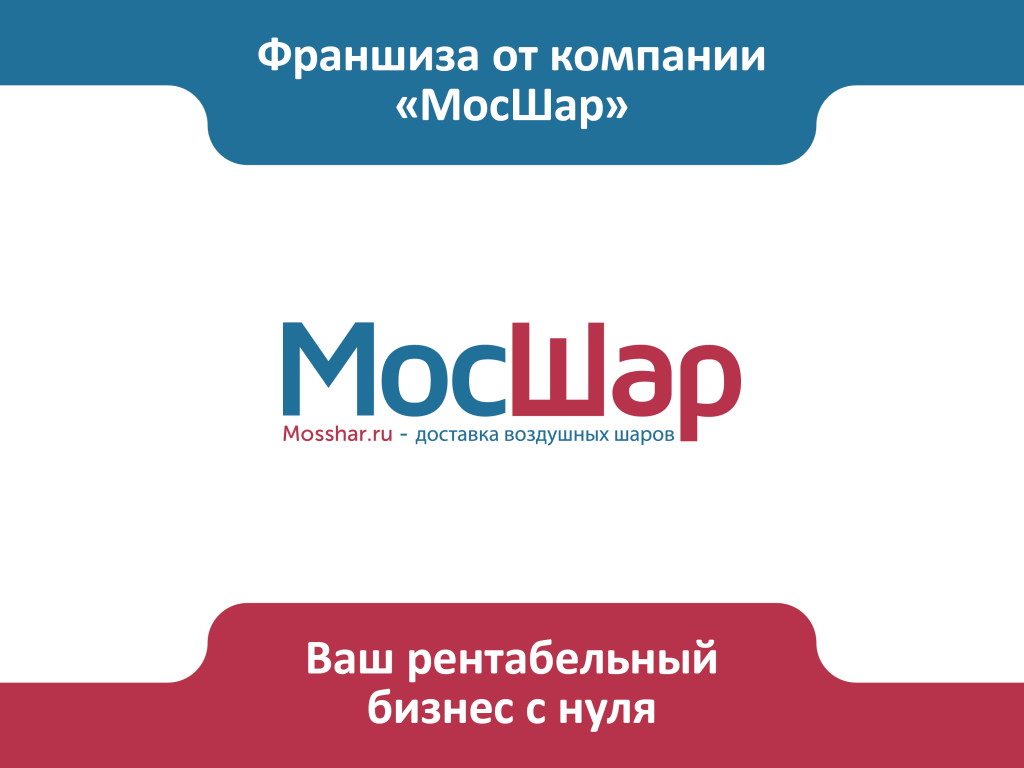 Франшиза от компании
«МосШар»
МосШар
Mosshar.ru - доставка воздушных шаров
Ваш рентабельный
бизнес с нуля